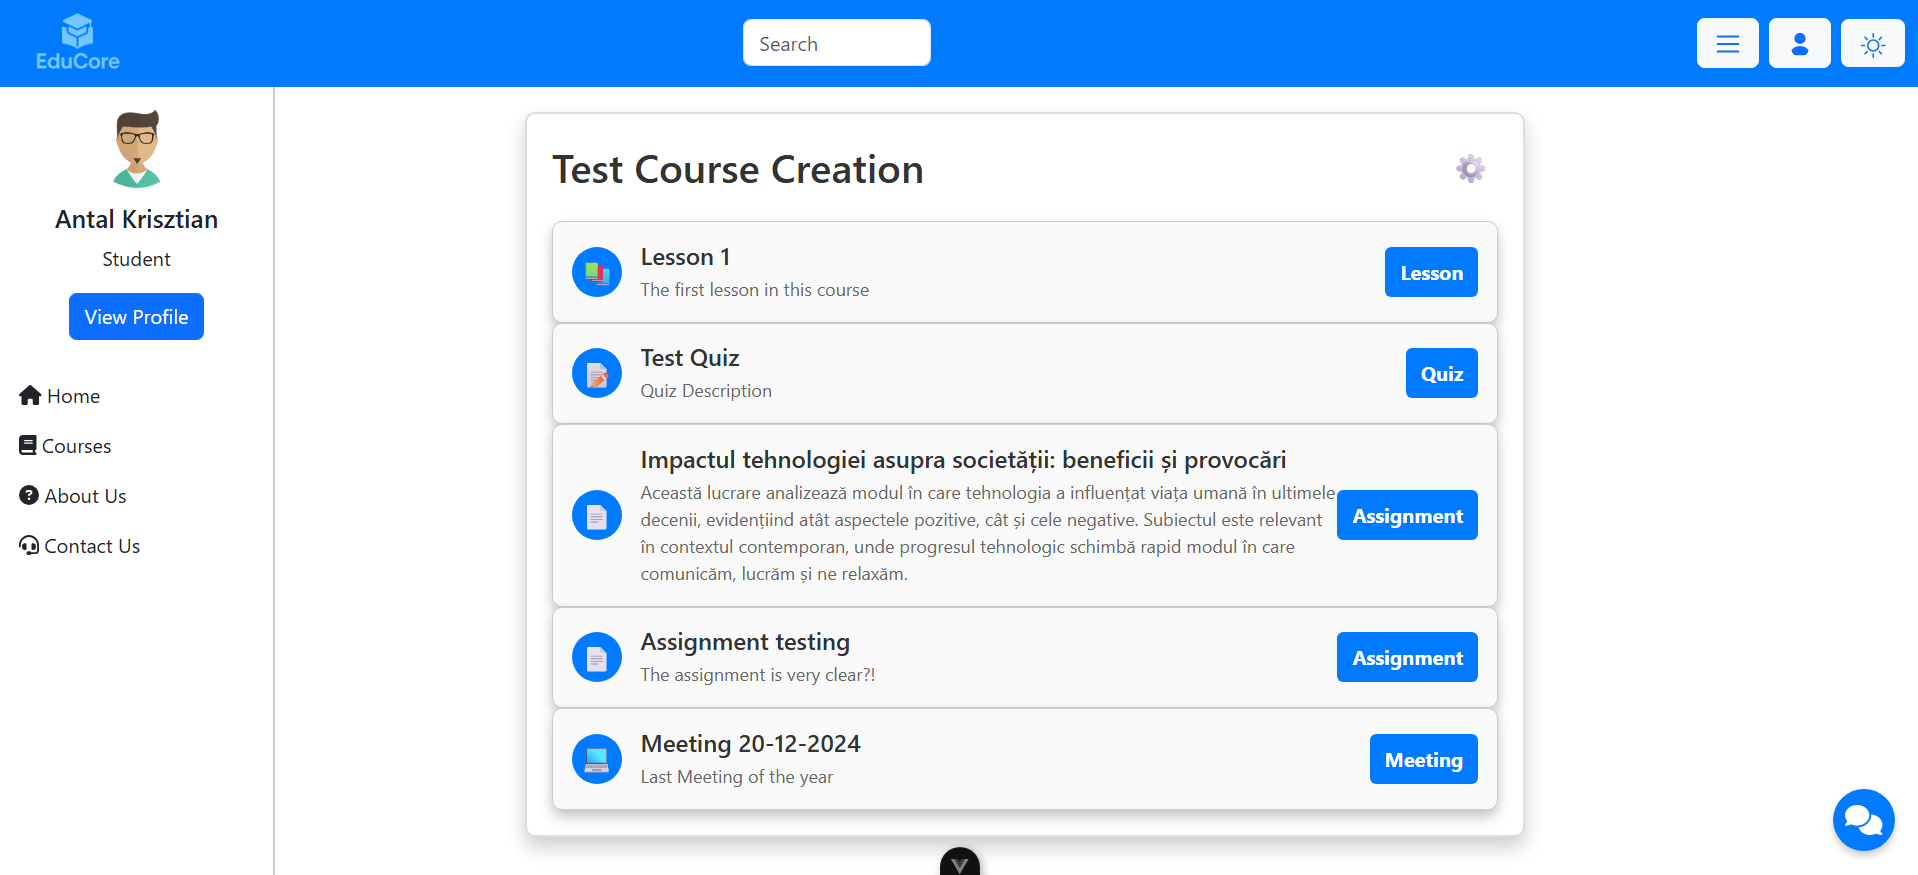 EduCore
Search
Antal Krisztian
Student
View Profile
Home
Courses
About Us
Contact Us
Test Course Creation
Lesson 1
The first lesson in this course
Lesson
Test Quiz
Quiz Description
Quiz
Impactul tehnologiei asupra societății: beneficii și provocări
Această lucrare analizează modul în care tehnologia a influențat viața umană în ultimele
decenii, evidențiind atât aspectele pozitive, cât și cele negative. Subiectul este relevant
în contextul contemporan, unde progresul tehnologic schimbă rapid modul în care
comunicăm, lucrăm și ne relaxăm.
Assignment
Assignment testing
The assignment is very clear?!
Assignment
Meeting 20-12-2024
Last Meeting of the year
Meeting